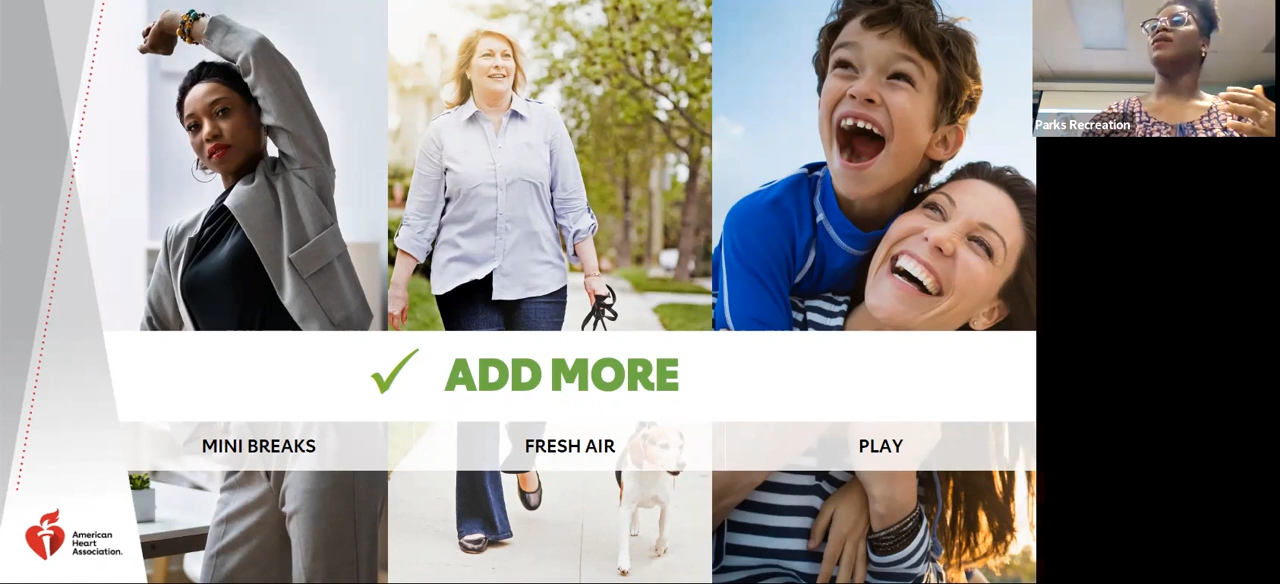 Parks Recreation
✓ ADD MORE
MINI BREAKS
FRESH AIR
PLAY
American
Heart
Association.